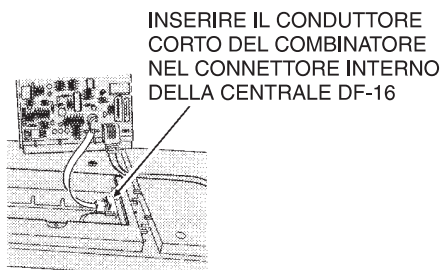 INSERIRE IL CONDUTTORE
CORTO DEL COMBINATORE
NEL CONNETTORE INTERNO
DELLA CENTRALE DF-16